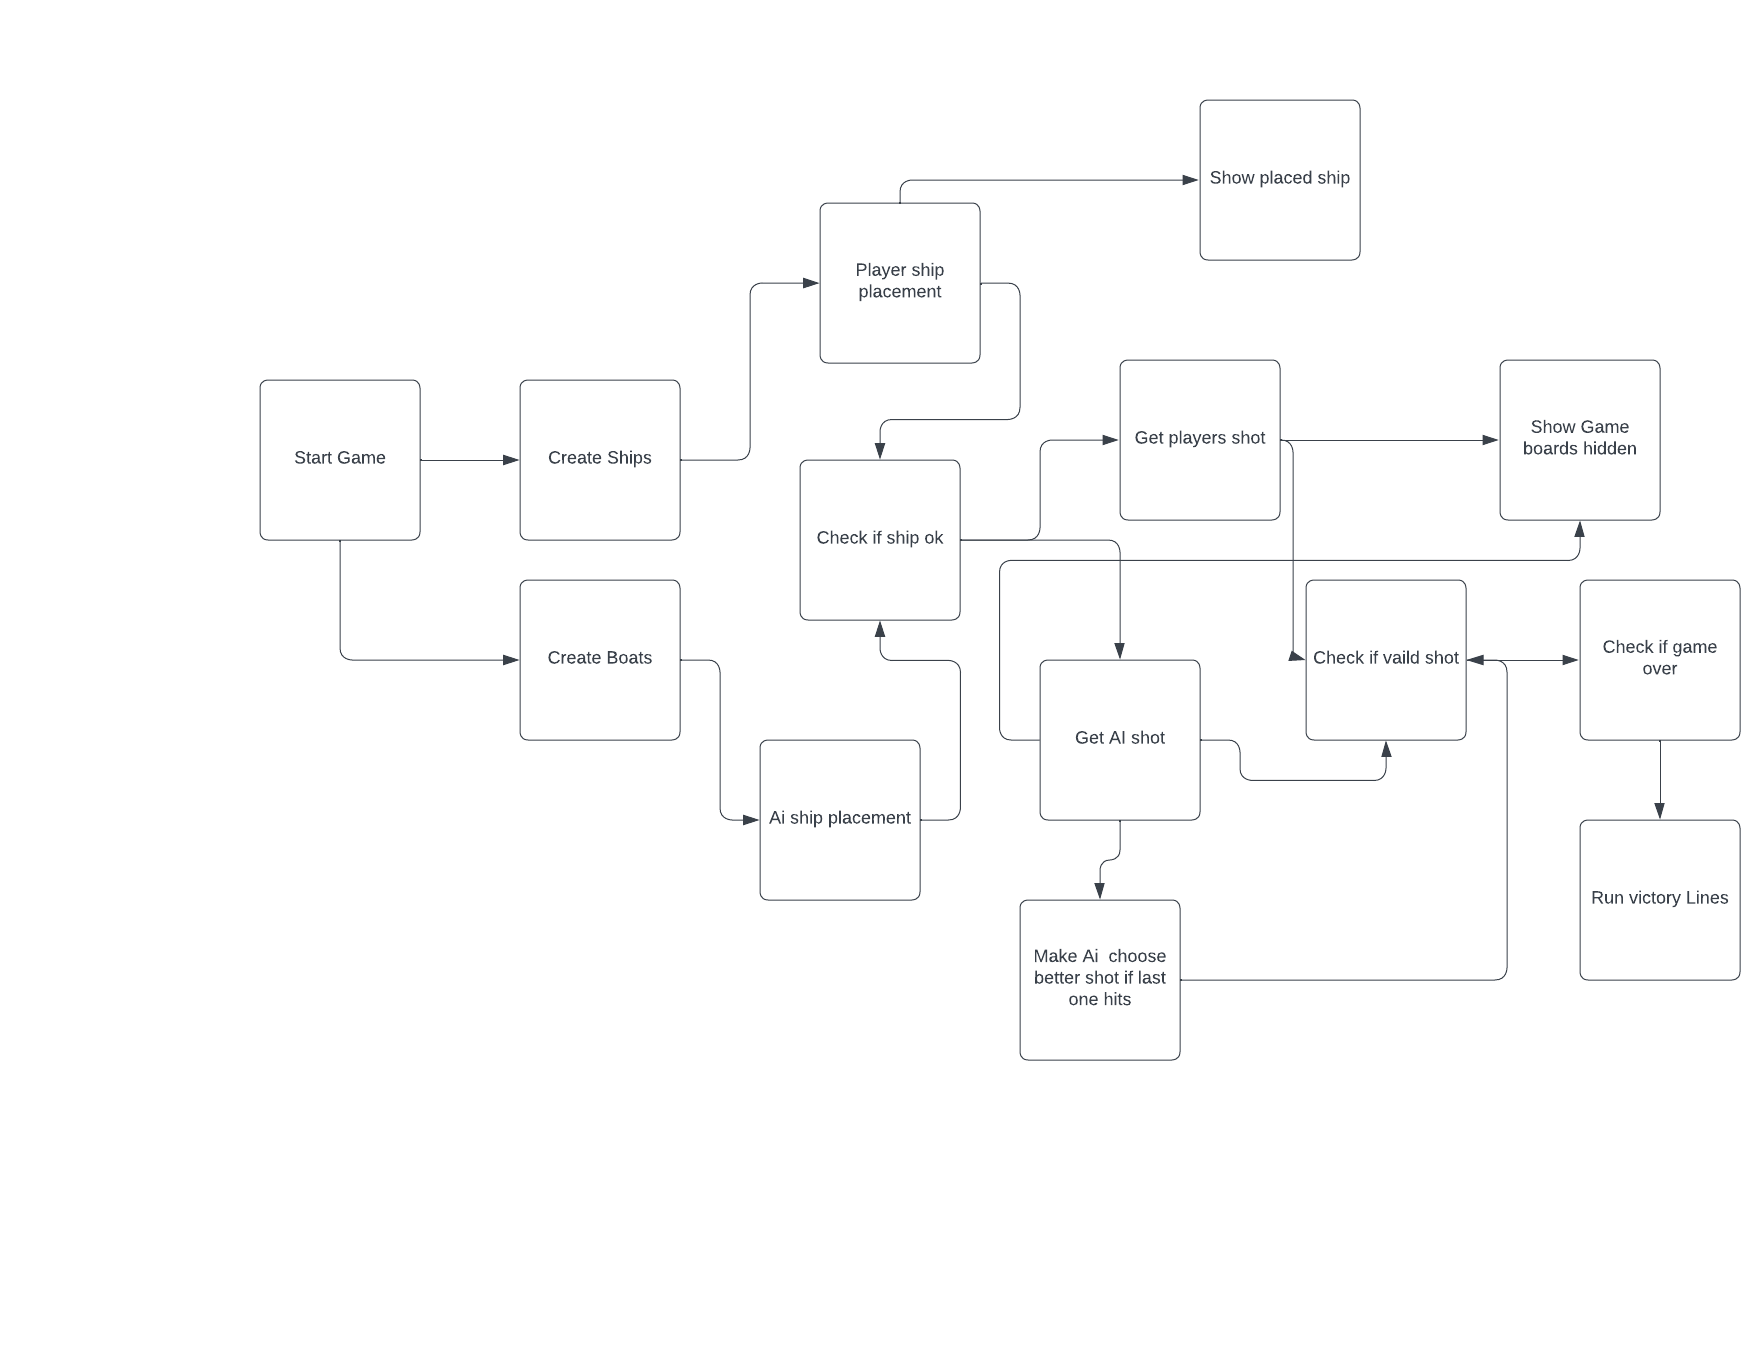 Show placed ship
Player ship
placement
Start Game
Create Ships
Get players shot
Show Game
boards hidden
Check if ship ok
Create Boats
Check if vaild shot
Check if game
over
Get AI shot
Ai ship placement
Run victory Lines
Make Ai  choose
better shot if last
one hits